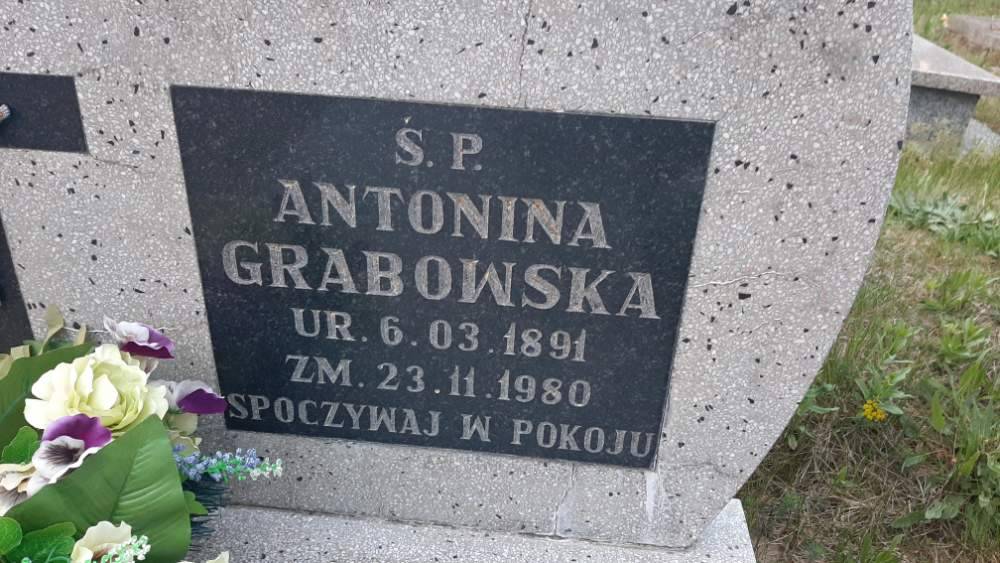 Ś. P.
ANTONINA
GRABOWSKA
UR. 6. 03. 1891
ZM. 23. 11. 1980
SPOCZYWAJ W POKOJU